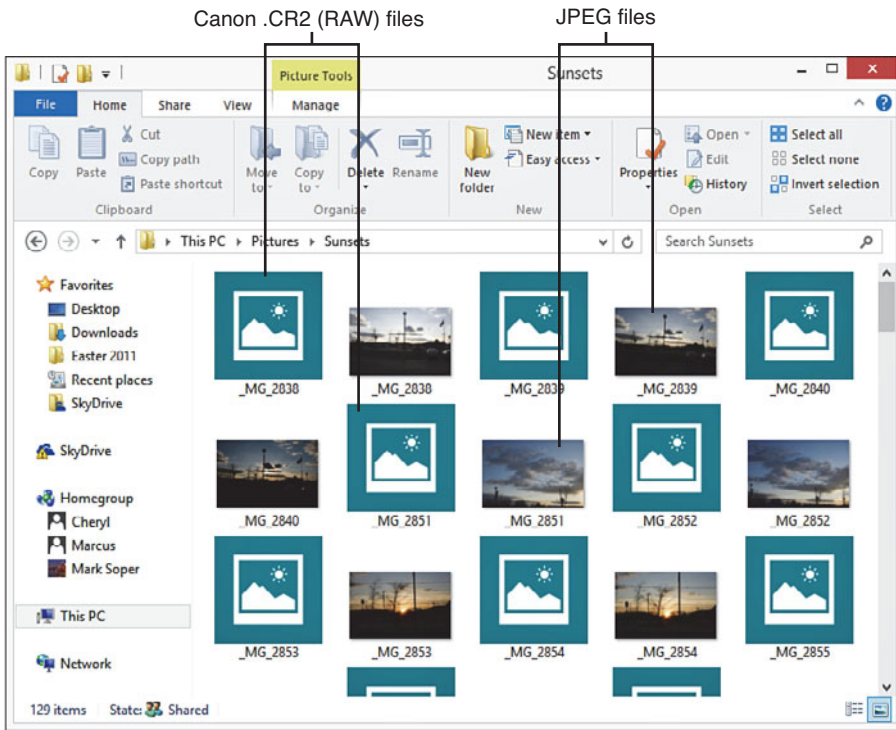 Canon .CR2 (RAW) files
JPEG files
Picture Tools
Sunsets
File Home Share View Manage
Copy
Paste
Cut
Copy path
Paste shortcut
Clipboard
Move to
Copy to
Delete
Rename
Organize
New folder
New item
Easy access
New
Properties
Open
Edit
History
Open
Select all
Select none
Invert selection
Select
This PC Pictures Sunsets
Search Sunsets
Favorites
Desktop
Downloads
Easter 2011
Recent places
SkyDrive
SkyDrive
Homegroup
Cheryl
Marcus
Mark Soper
This PC
Network
_MG_2838 _MG_2838 _MG_2839 _MG_2839 _MG_2840
_MG_2840 _MG_2851 _MG_2851 _MG_2852 _MG_2852
_MG_2853 _MG_2853 _MG_2854 _MG_2854 _MG_2855
129 items State: Shared